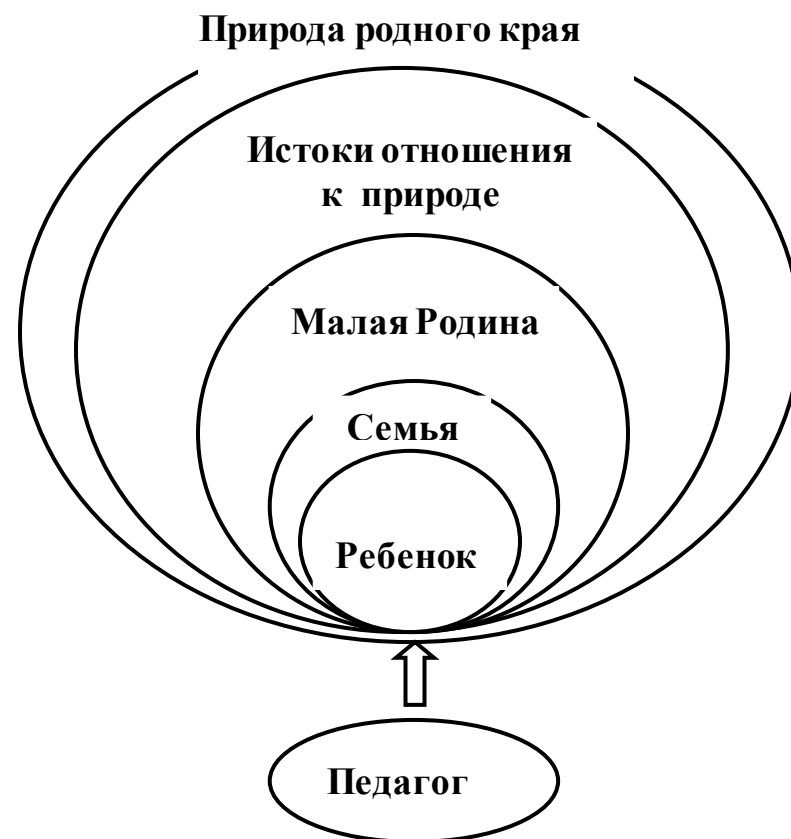 Природа родного края
Истоки отношения
к природе
Малая Родина
Семья
Ребенок
Педагог